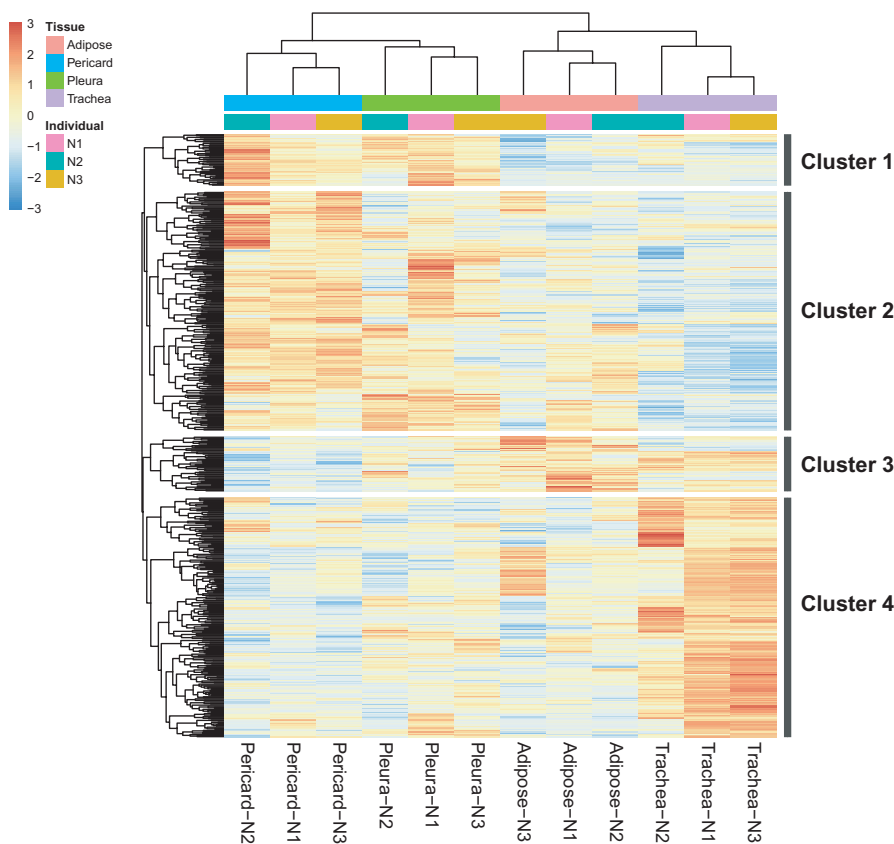 3
2
1
0
−1
−2
−3
Tissue
Adipose
Pericard
Pleura
Trachea
Individual
N1
N2
N3
Cluster 1
Cluster 2
Cluster 3
Cluster 4
Pericard−N2
Pericard−N1
Pericard−N3
Pleura−N2
Pleura−N1
Pleura−N3
Adipose−N3
Adipose−N1
Adipose−N2
Trachea−N2
Trachea−N1
Trachea−N3